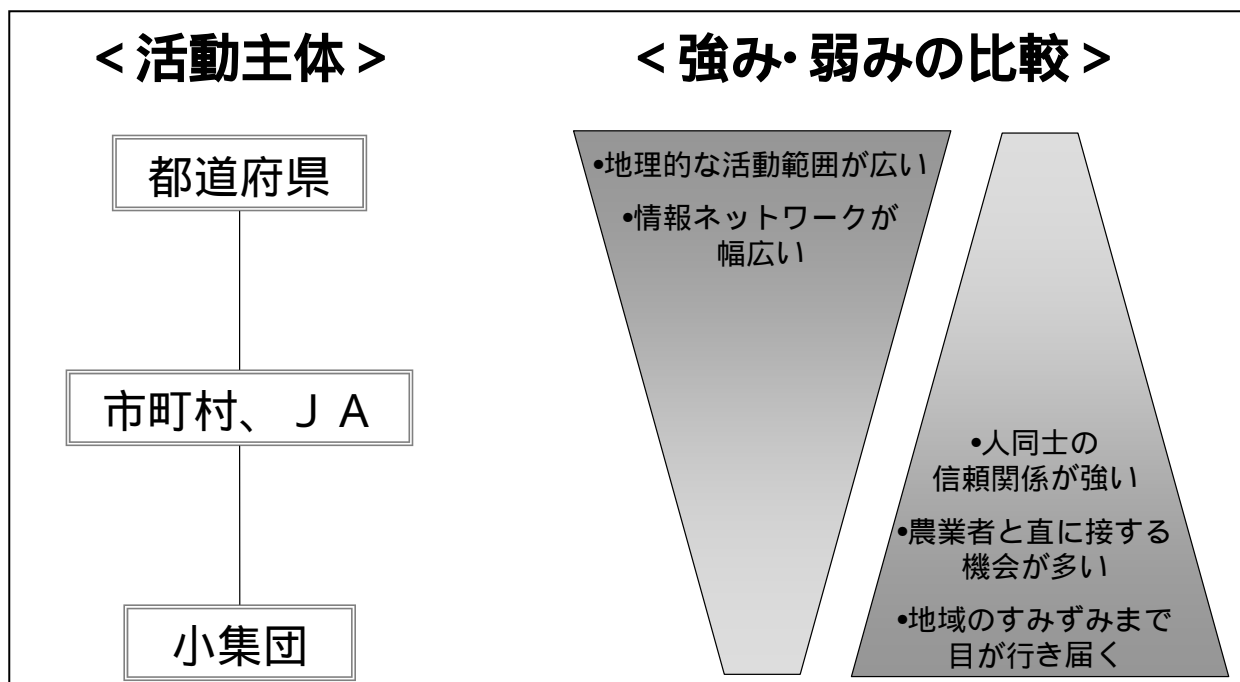 ＜活動主体＞
＜強み・弱みの比較＞
都道府県
市町村、ＪＡ
小集団
•地理的な活動範囲が広い
•情報ネットワークが
幅広い
•人同士の
信頼関係が強い
•農業者と直に接する
機会が多い
•地域のすみずみまで
目が行き届く